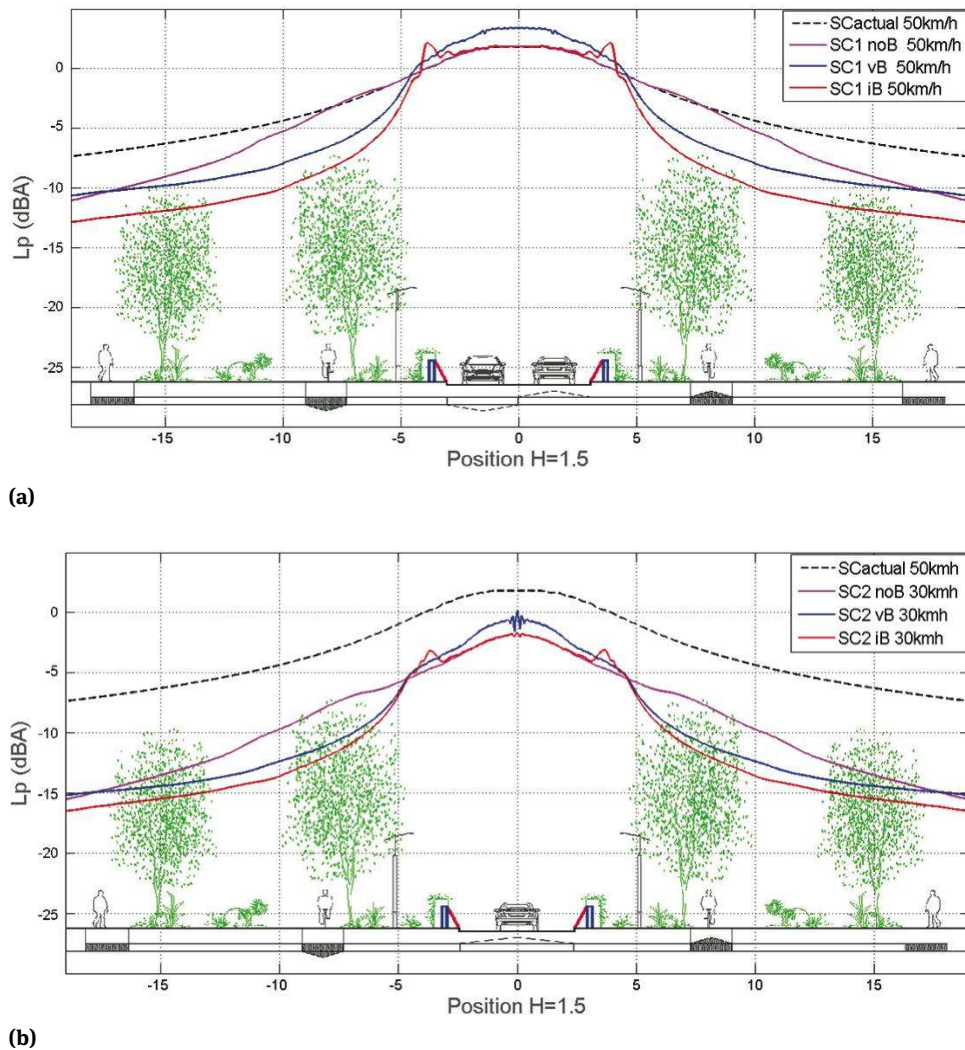 SCactual 50km/h
SC1 noB 50km/h
SC1 vB 50km/h
SC1 iB 50km/h
0
-5
-10
-15
-20
-25
Lp (dBA)
-15
-10
-5
0
5
10
15
Position H=1.5
(a)
SCactual 50kmh
SC2 noB 30kmh
SC2 vB 30kmh
SC2 iB 30kmh
0
-5
-10
-15
-20
-25
Lp (dBA)
-15
-10
-5
0
5
10
15
Position H=1.5
(b)